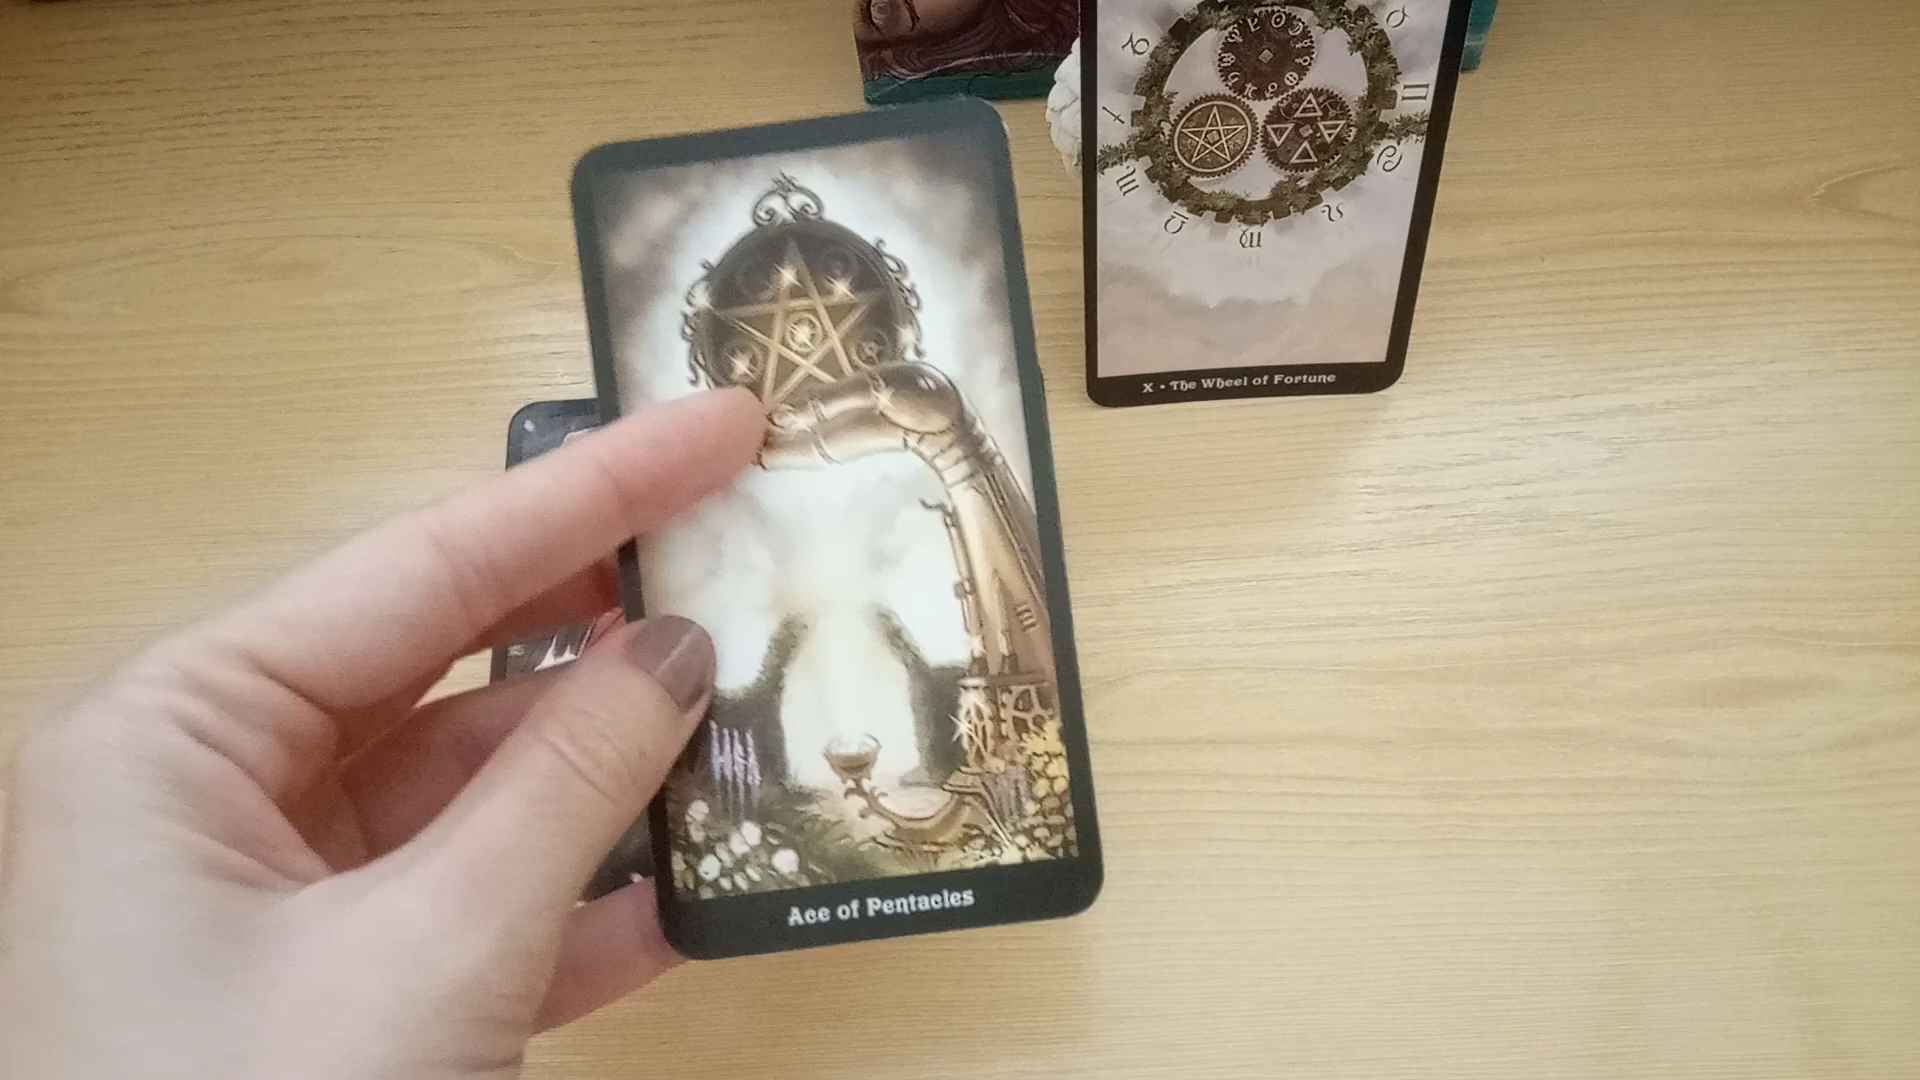 X • The Wheel of Fortune
Ace of Pentacles